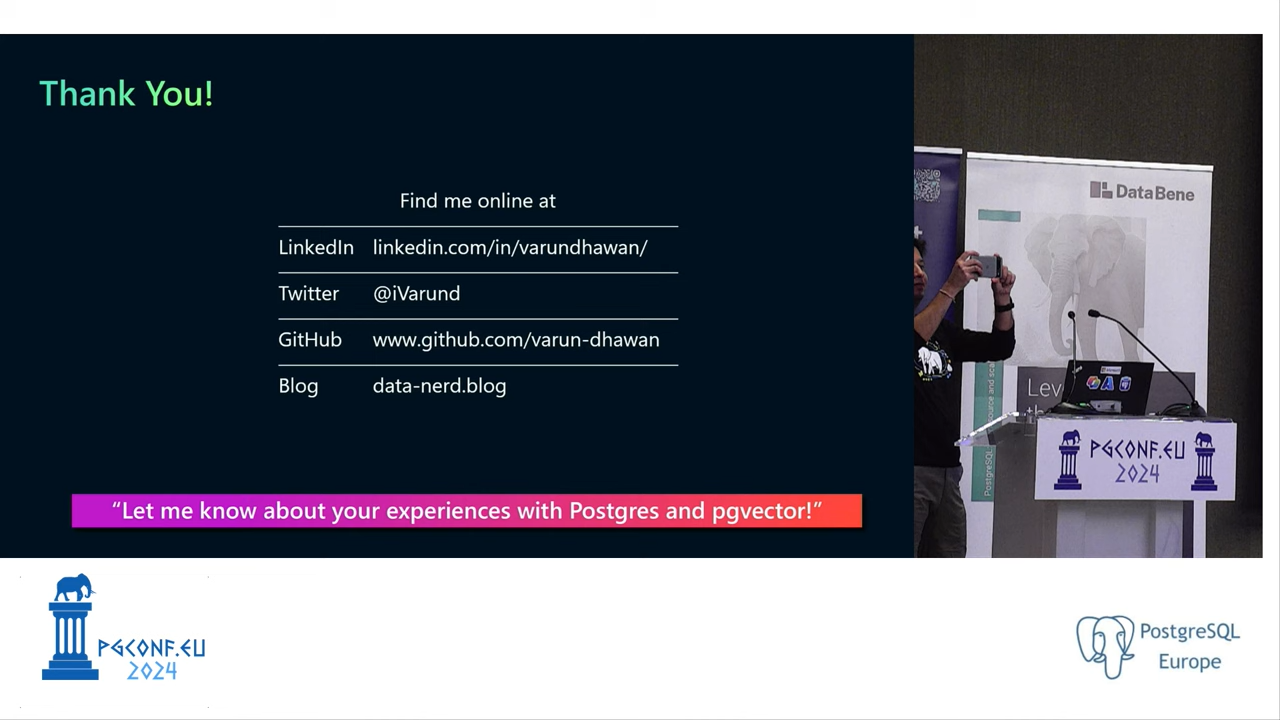 Thank You!
Find me online at
LinkedIn linkedin.com/in/varundhawan/
Twitter @iVarund
GitHub www.github.com/varun-dhawan
Blog data-nerd.blog
“Let me know about your experiences with Postgres and pgvector!”
DataBene
Lev
PostgreSQL
PGCONF.EU
2024
PGCONF.EU
2024
PostgreSQL
Europe